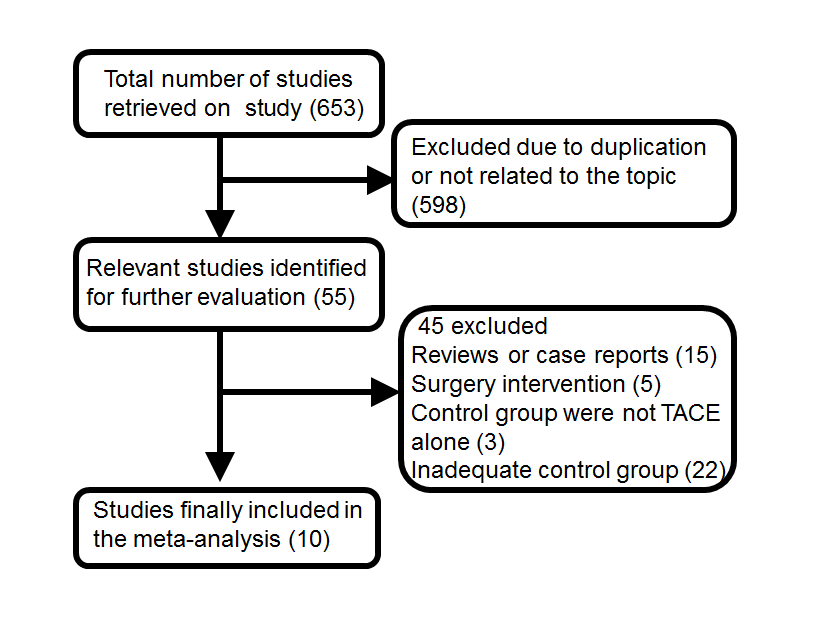 Total number of studies
retrieved on  study (653)
Excluded due to duplication
or not related to the topic
(598)
Relevant studies identified
for further evaluation (55)
45 excluded
Reviews or case reports (15)
Surgery intervention (5)
Control group were not TACE
alone (3)
Inadequate control group (22)
Studies finally included in
the meta-analysis (10)